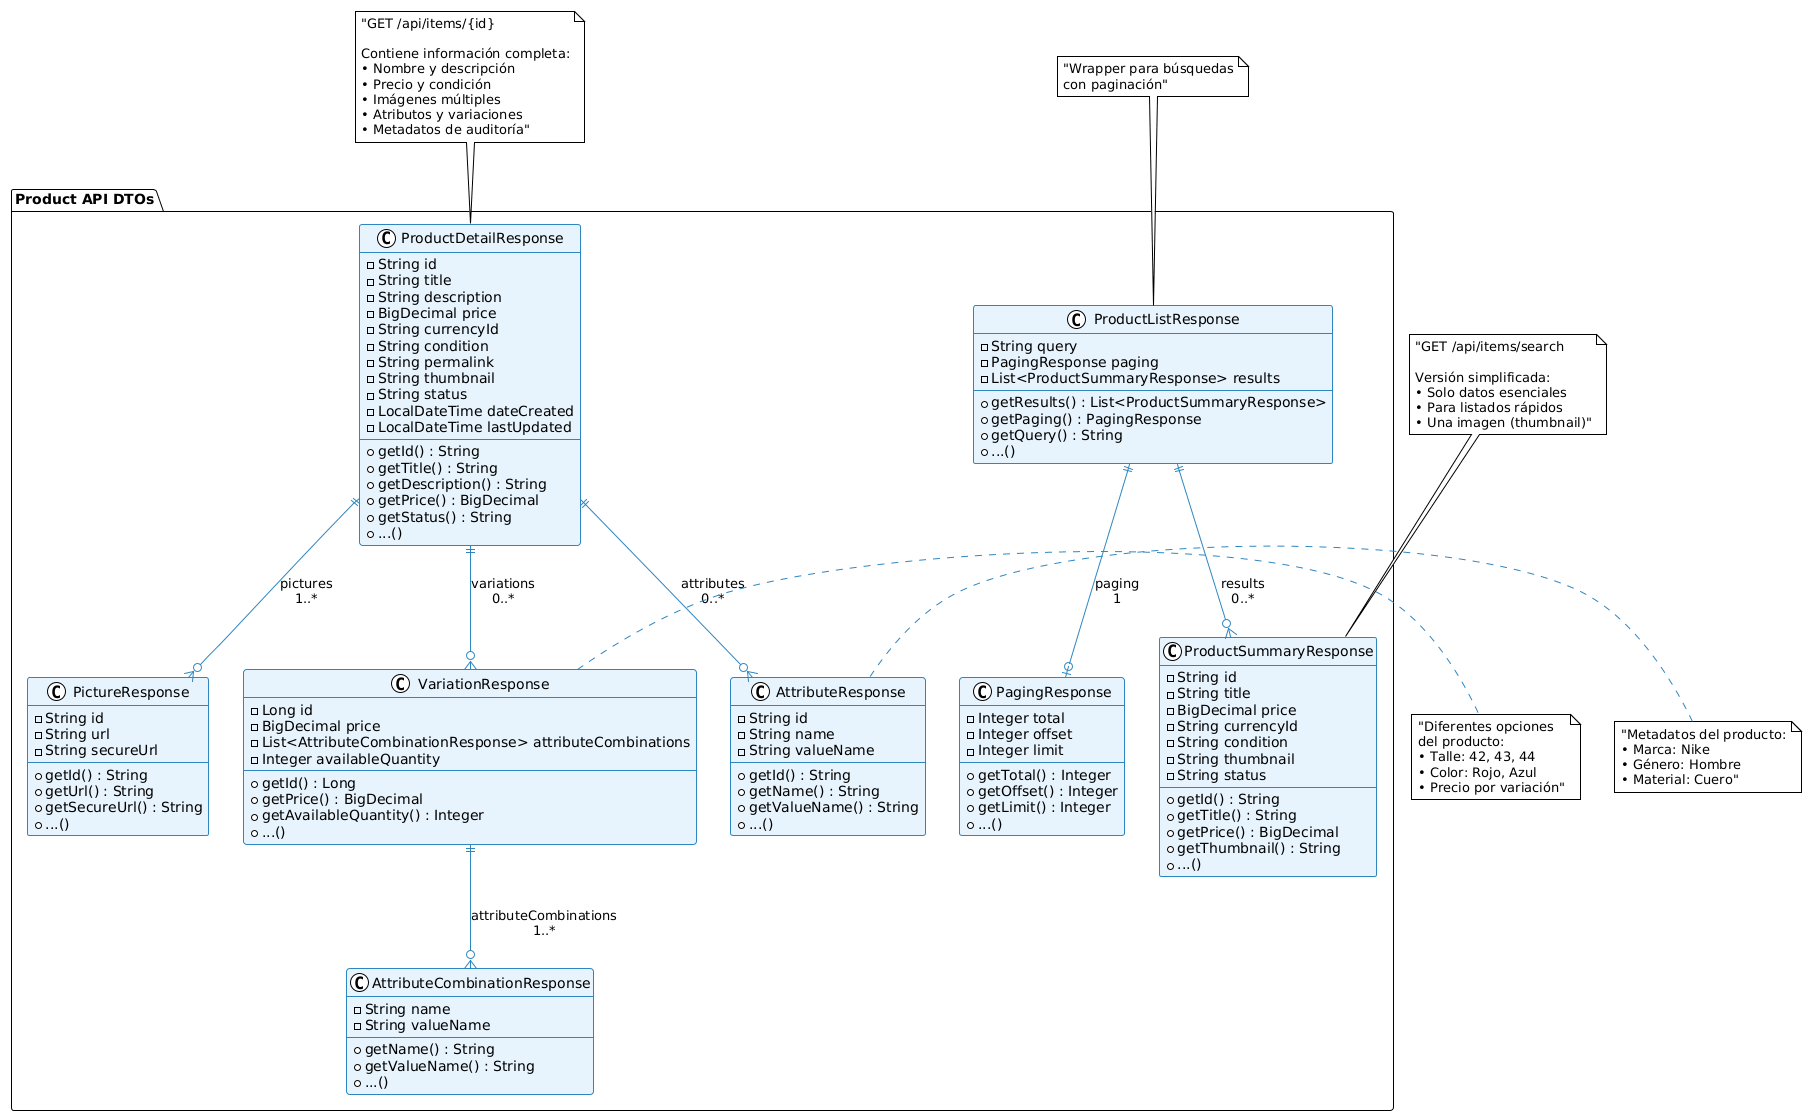 "GET /api/items/{id}
Contiene información completa:
• Nombre y descripción
• Precio y condición
• Imágenes múltiples
• Atributos y variaciones
• Metadatos de auditoría"
"Wrapper para búsquedas
con paginación"
Product API DTOs
C ProductDetailResponse
String id
String title
String description
BigDecimal price
String currencyId
String condition
String permalink
String thumbnail
String status
LocalDateTime dateCreated
LocalDateTime lastUpdated
getId() : String
getTitle() : String
getDescription() : String
getPrice() : BigDecimal
getStatus() : String
...()
C ProductListResponse
String query
PagingResponse paging
List<ProductSummaryResponse> results
getResults() : List<ProductSummaryResponse>
getPaging() : PagingResponse
getQuery() : String
...()
"GET /api/items/search
Versión simplificada:
• Solo datos esenciales
• Para listados rápidos
• Una imagen (thumbnail)"
pictures
1..*
variations
0..*
attributes
0..*
paging
1
results
0..*
C PictureResponse
String id
String url
String secureUrl
getId() : String
getUrl() : String
getSecureUrl() : String
...()
C VariationResponse
Long id
BigDecimal price
List<AttributeCombinationResponse> attributeCombinations
Integer availableQuantity
getId() : Long
getPrice() : BigDecimal
getAvailableQuantity() : Integer
...()
C AttributeResponse
String id
String name
String valueName
getId() : String
getName() : String
getValueName() : String
...()
C PagingResponse
Integer total
Integer offset
Integer limit
getTotal() : Integer
getOffset() : Integer
getLimit() : Integer
...()
C ProductSummaryResponse
String id
String title
BigDecimal price
String currencyId
String condition
String thumbnail
String status
getId() : String
getTitle() : String
getPrice() : BigDecimal
getThumbnail() : String
...()
"Diferentes opciones
del producto:
• Talle: 42, 43, 44
• Color: Rojo, Azul
• Precio por variación"
"Metadatos del producto:
• Marca: Nike
• Género: Hombre
• Material: Cuero"
attributeCombinations
1..*
C AttributeCombinationResponse
String name
String valueName
getName() : String
getValueName() : String
...()